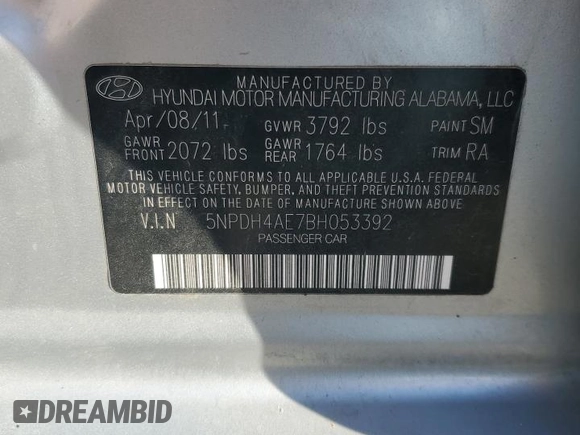 MANUFACTURED BY
HYUNDAI MOTOR MANUFACTURING ALABAMA, LLC
Apr/08/11 GVWR 3792 lbs PAINT SM
GAWR FRONT 2072 lbs GAWR REAR 1764 lbs TRIM RA
THIS VEHICLE CONFORMS TO ALL APPLICABLE U.S.A. FEDERAL
MOTOR VEHICLE SAFETY, BUMPER, AND THEFT PREVENTION
STANDARDS IN EFFECT ON THE DATE OF MANUFACTURE SHOWN ABOVE.
V.I.N 5NPDH4AE7BH053392
PASSENGER CAR
DREAMBID